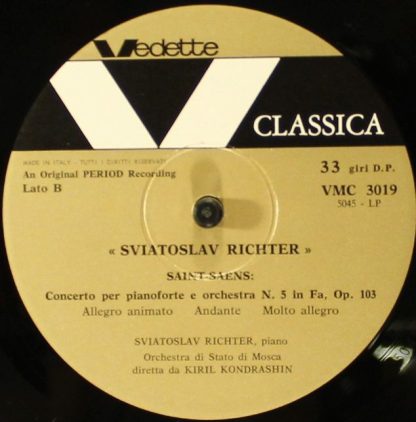 Vedette
CLASSICA
MADE IN ITALY - TUTTI I DIRITTI RISERVATI
An Original PERIOD Recording
Lato B
33 giri D.P.
VMC 3019
5045 - LP
« SVIATOSLAV RICHTER »
SAINT-SAENS:
Concerto per pianoforte e orchestra N. 5 in Fa, Op. 103
Allegro animato Andante Molto allegro
SVIATOSLAV RICHTER, piano
Orchestra di Stato di Mosca
diretta da KIRIL KONDRASHIN